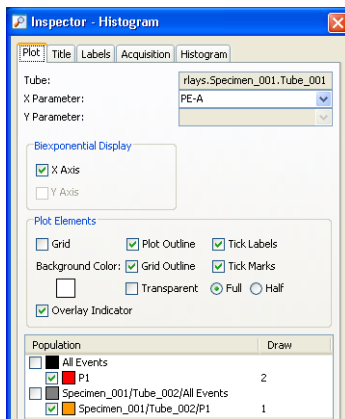 Inspector - Histogram
Plot Title Labels Acquisition Histogram
Tube: rlays.Specimen_001.Tube_001
X Parameter: PE-A
Y Parameter:
Biexponential Display
X Axis
Y Axis
Plot Elements
Grid Plot Outline Tick Labels
Background Color: Grid Outline Tick Marks
Transparent Full Half
Overlay Indicator
Population Draw
All Events
P1 2
Specimen_001/Tube_002/All Events
Specimen_001/Tube_002/P1 1